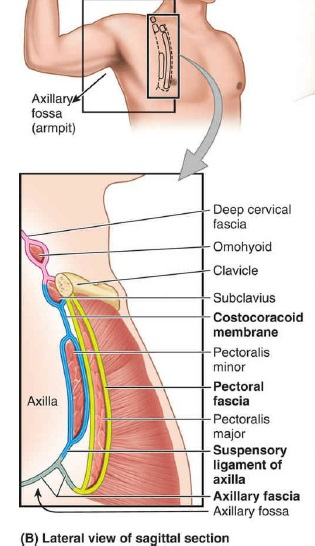 Axillary
fossa
(armpit)
Deep cervical
fascia
Omohyoid
Clavicle
Subclavius
Costocoracoid
membrane
Pectoralis
minor
Axilla
Pectoral
fascia
Pectoralis
major
Suspensory
ligament of
axilla
Axillary fascia
Axillary fossa
(B) Lateral view of sagittal section